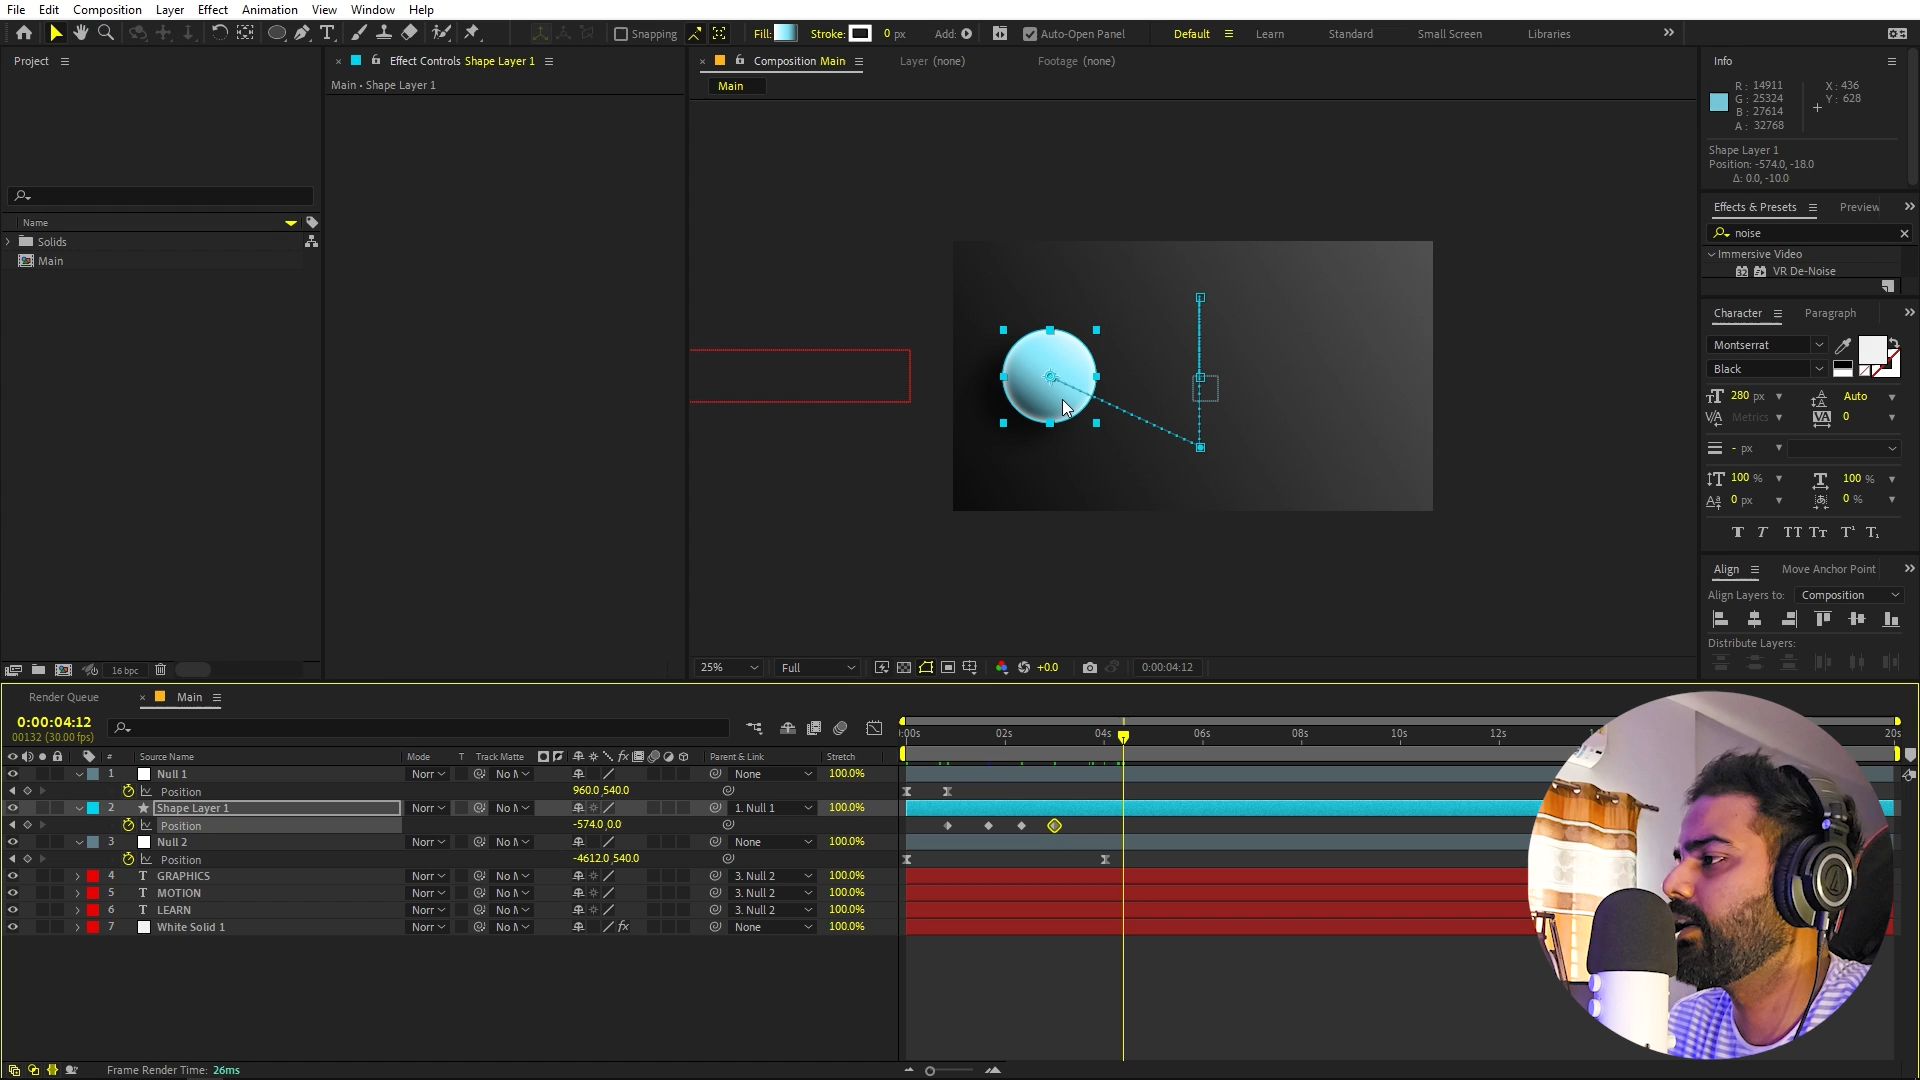 File Edit Composition Layer Effect Animation View Window Help
Snapping
Fill: Stroke: 0 px Add: Auto-Open Panel
Default Learn Standard Small Screen Libraries
Project
Effect Controls Shape Layer 1
Main • Shape Layer 1
Composition Main
Layer (none)
Footage (none)
Main
Info
R: 14911
G: 25324
B: 27614
A: 32768
X: 436
Y: 628
Shape Layer 1
Position: -574.0, -18.0
Δ: 0.0, -10.0
Effects & Presets Preview
noise
Immersive Video
32 VR De-Noise
Name
Solids
Main
Character Paragraph
Montserrat
Black
280 px Auto
Metrics 0
- px
100 % 100 %
0 px 0 %
T T TT Tt T¹ T₁
Align Move Anchor Point
Align Layers to: Composition
Distribute Layers:
16 bpc
25% Full +0.0 0:00:04:12
Render Queue Main
0:00:04:12
00132 (30.00 fps)
:00s 02s 04s 06s 08s 10s 12s 20s
# Source Name Mode T Track Matte fx Parent & Link Stretch
1 Null 1 Norr No M None 100.0%
Position 960.0,540.0
2 Shape Layer 1 Norr No M 1. Null 1 100.0%
Position -574.0,0.0
3 Null 2 Norr No M None 100.0%
Position -4612.0,540.0
4 T GRAPHICS Norr No M 3. Null 2 100.0%
5 T MOTION Norr No M 3. Null 2 100.0%
6 T LEARN Norr No M 3. Null 2 100.0%
7 White Solid 1 Norr No M fx None 100.0%
Frame Render Time: 26ms